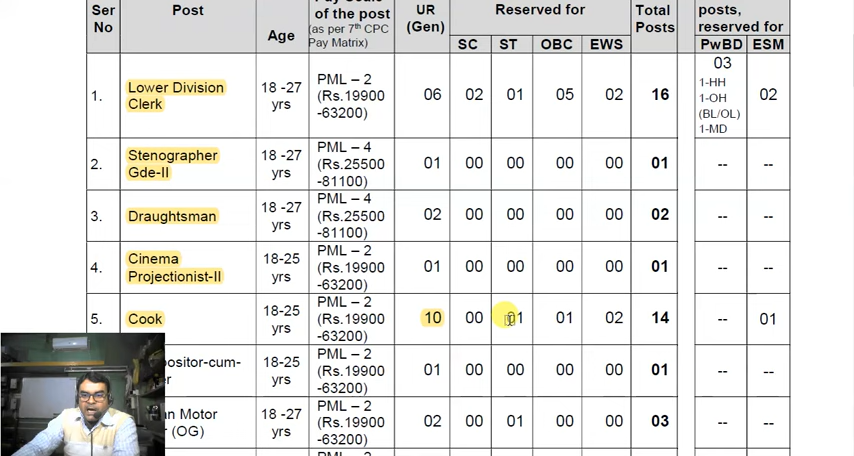 Ser
No
Post
Age
Pay Scale
of the post
(as per 7th CPC
Pay Matrix)
UR
(Gen)
Reserved for
SC ST OBC EWS
Total
Posts
posts,
reserved for
PwBD ESM
1. Lower Division
Clerk
18 -27
yrs
PML – 2
(Rs.19900
-63200)
06 02 01 05 02 16
03
1-HH
1-OH
(BL/OL)
1-MD
02
2. Stenographer
Gde-II
18 -27
yrs
PML – 4
(Rs.25500
-81100)
01 00 00 00 00 01 -- --
3. Draughtsman
18 -27
yrs
PML – 4
(Rs.25500
-81100)
02 00 00 00 00 02 -- --
4. Cinema
Projectionist-II
18-25
yrs
PML – 2
(Rs.19900
-63200)
01 00 00 00 00 01 -- --
5. Cook
18-25
yrs
PML – 2
(Rs.19900
-63200)
10 00 01 01 02 14 -- 01
ositor-cum-
er
18-25
yrs
PML – 2
(Rs.19900
-63200)
01 00 00 00 00 01 -- --
an Motor
(OG)
18 -27
yrs
PML – 2
(Rs.19900
-63200)
02 00 01 00 00 03 -- --
PML – 2